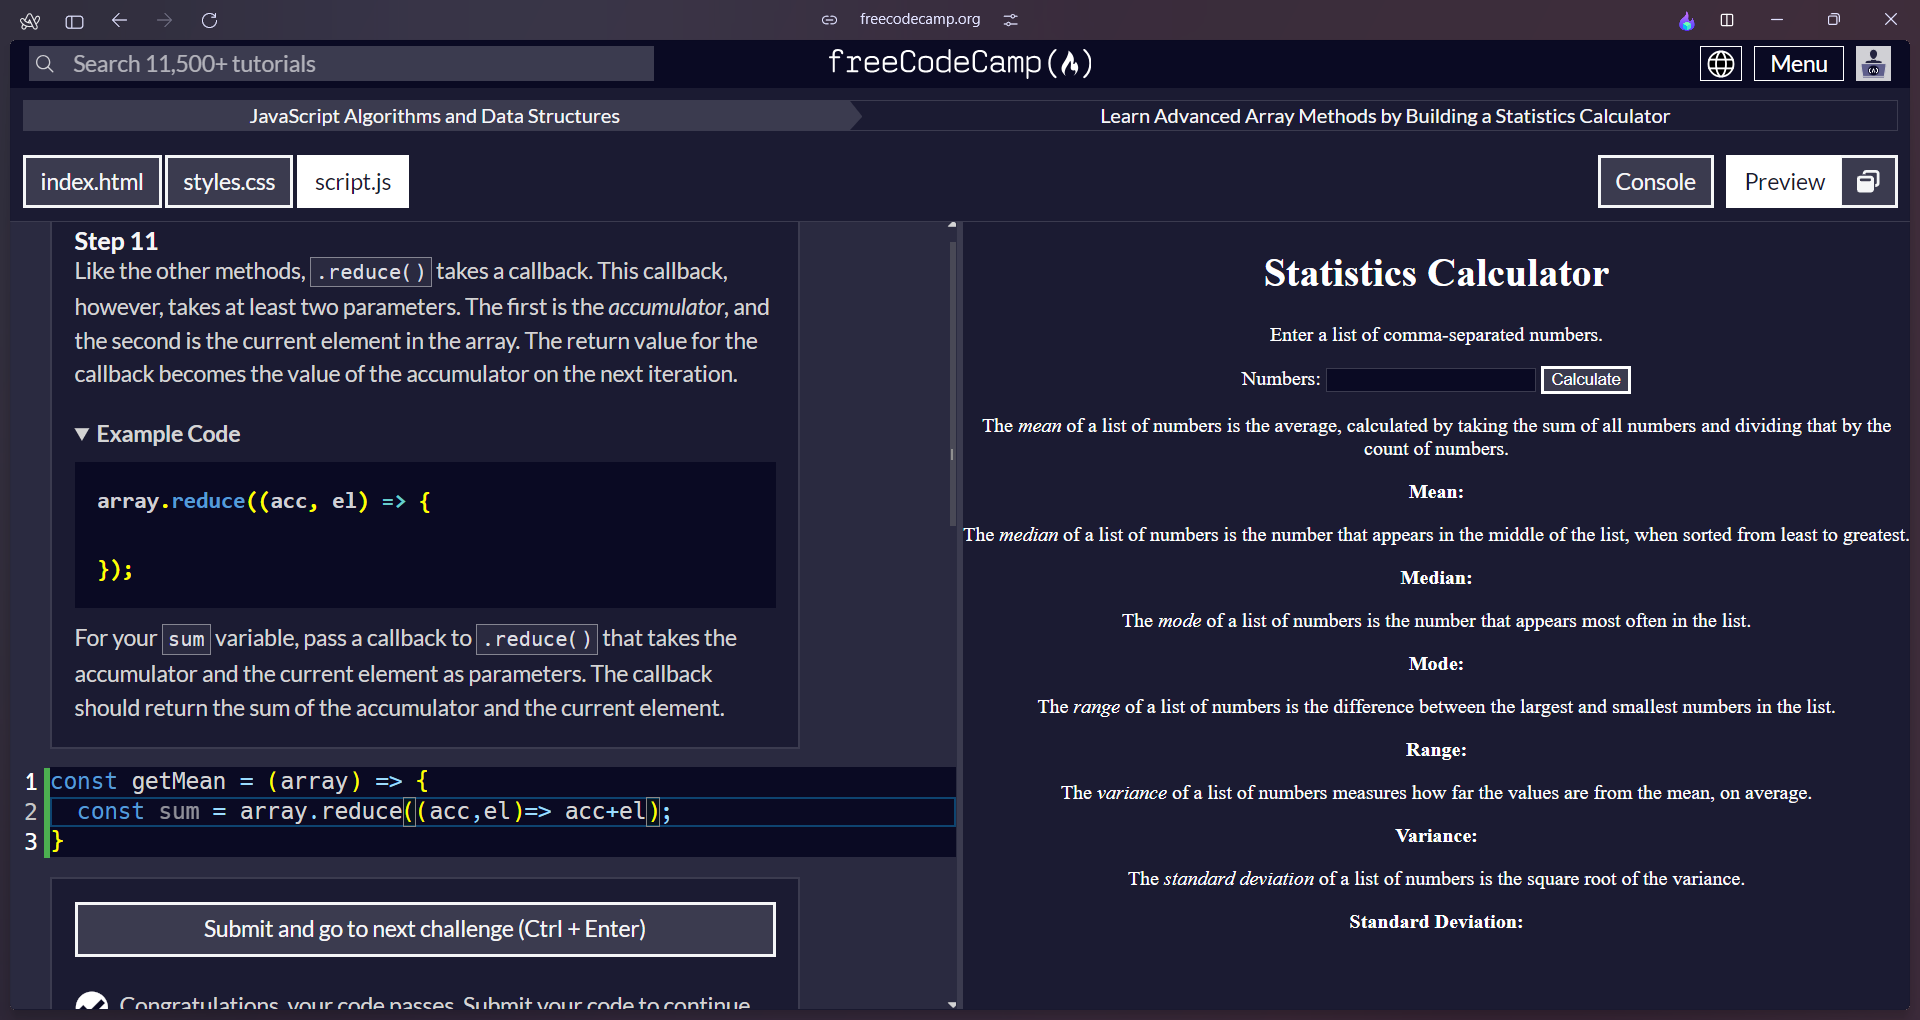 freecodecamp.org
Search 11,500+ tutorials
freeCodeCamp(🔥)
Menu
JavaScript Algorithms and Data Structures
Learn Advanced Array Methods by Building a Statistics Calculator
index.html
styles.css
script.js
Console
Preview
Step 11
Like the other methods, .reduce() takes a callback. This callback,
however, takes at least two parameters. The first is the accumulator, and
the second is the current element in the array. The return value for the
callback becomes the value of the accumulator on the next iteration.
▼ Example Code
array.reduce((acc, el) => {
});
For your sum variable, pass a callback to .reduce() that takes the
accumulator and the current element as parameters. The callback
should return the sum of the accumulator and the current element.
1 const getMean = (array) => {
2 const sum = array.reduce((acc,el)=> acc+el);
3 }
Submit and go to next challenge (Ctrl + Enter)
Congratulations, your code passes. Submit your code to continue.
Statistics Calculator
Enter a list of comma-separated numbers.
Numbers:
Calculate
The mean of a list of numbers is the average, calculated by taking the sum of all numbers and dividing that by the
count of numbers.
Mean:
The median of a list of numbers is the number that appears in the middle of the list, when sorted from least to greatest.
Median:
The mode of a list of numbers is the number that appears most often in the list.
Mode:
The range of a list of numbers is the difference between the largest and smallest numbers in the list.
Range:
The variance of a list of numbers measures how far the values are from the mean, on average.
Variance:
The standard deviation of a list of numbers is the square root of the variance.
Standard Deviation: